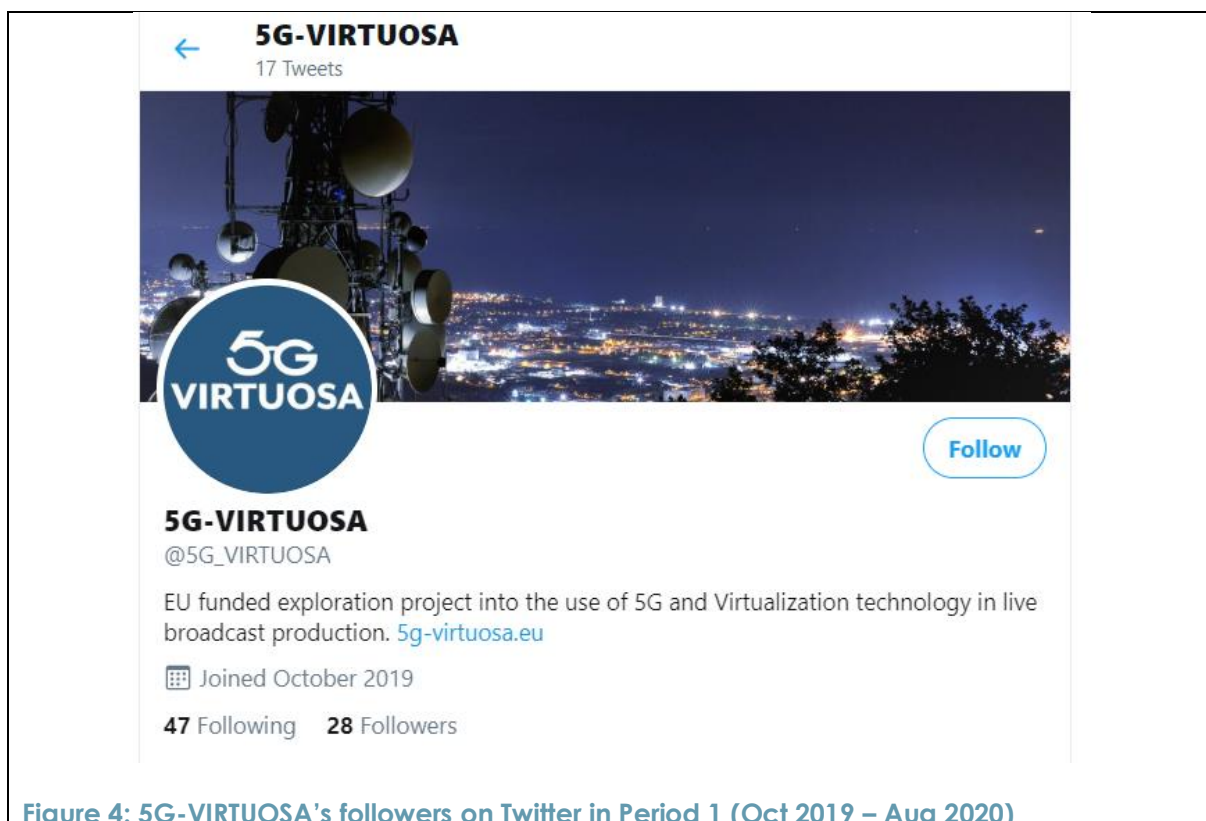 5G-VIRTUOSA
17 Tweets
5G
VIRTUOSA
Follow
5G-VIRTUOSA
@5G_VIRTUOSA
EU funded exploration project into the use of 5G and Virtualization technology in live
broadcast production. 5g-virtuosa.eu
Joined October 2019
47 Following 28 Followers
Figure 4: 5G-VIRTUOSA's followers on Twitter in Period 1 (Oct 2019 – Aug 2020)